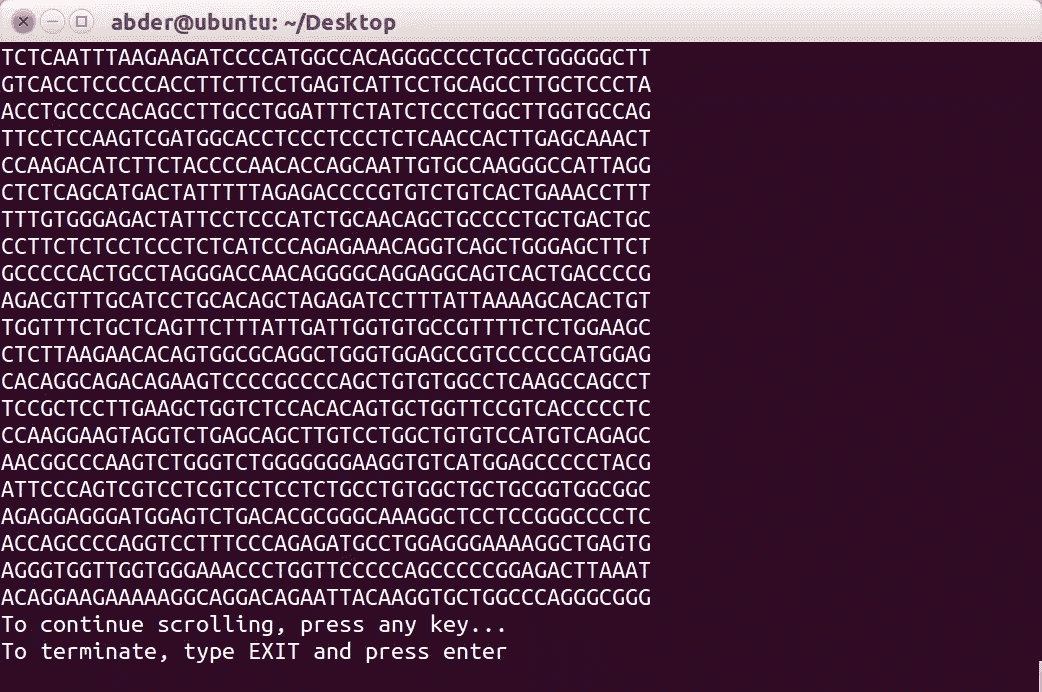 abder@ubuntu: ~/Desktop
TCTCAATTTAAGAAGATCCCCATGGCCACAGGGCCCCTGCCTGGGGGCTT
GTCACCTCCCCCACCTTCTTCCTGAGTCATTCCTGCAGCCTTGCTCCCTA
ACCTGCCCCACAGCCTTGCCTGGATTTCTATCTCCCTGGCTTGGTGCCAG
TTCCTCCAAGTCGATGGCACCTCCCTCCCTCTCAACCACTTGAGCAAACT
CCAAGACATCTTCTACCCCAACACCAGCAATTGTGCCAAGGGCCATTAGG
CTCTCAGCATGACTATTTTTAGAGACCCCGTGTCTGTCACTGAAACCTTT
TTTGTGGGAGACTATTCCTCCCATCTGCAACAGCTGCCCCTGCTGACTGC
CCTTCTCTCCTCCCTCTCATCCCAGAGAAACAGGTCAGCTGGGAGCTTCT
GCCCCCACTGCCTAGGGACCAACAGGGGCAGGAGGCAGTCACTGACCCCG
AGACGTTTGCATCCTGCACAGCTAGAGATCCTTTATTAAAAGCACACTGT
TGGTTTCTGCTCAGTTCTTTATTGATTGGTGTGCCGTTTTCTCTGGAAGC
CTCTTAAGAACACAGTGGCGCAGGCTGGGTGGAGCCGTCCCCCCATGGAG
CACAGGCAGACAGAAGTCCCCGCCCCAGCTGTGTGGCCTCAAGCCAGCCT
TCCGCTCCTTGAAGCTGGTCTCCACACAGTGCTGGTTCCGTCACCCCCTC
CCAAGGAAGTAGGTCTGAGCAGCTTGTCCTGGCTGTGTCCATGTCAGAGC
AACGGCCCAAGTCTGGGTCTGGGGGGGAAGGTGTCATGGAGCCCCCTACG
ATTCCCAGTCGTCCTCGTCCTCCTCTGCCTGTGGCTGCTGCGGTGGCGGC
AGAGGAGGGATGGAGTCTGACACGCGGGCAAAGGCTCCTCCGGGCCCCTC
ACCAGCCCCAGGTCCTTTCCCAGAGATGCCTGGAGGGAAAAGGCTGAGTG
AGGGTGGTTGGTGGGAAACCCTGGTTCCCCCAGCCCCCGGAGACTTAAAT
ACAGGAAGAAAAAGGCAGGACAGAATTACAAGGTGCTGGCCCAGGGCGGG
To continue scrolling, press any key...
To terminate, type EXIT and press enter